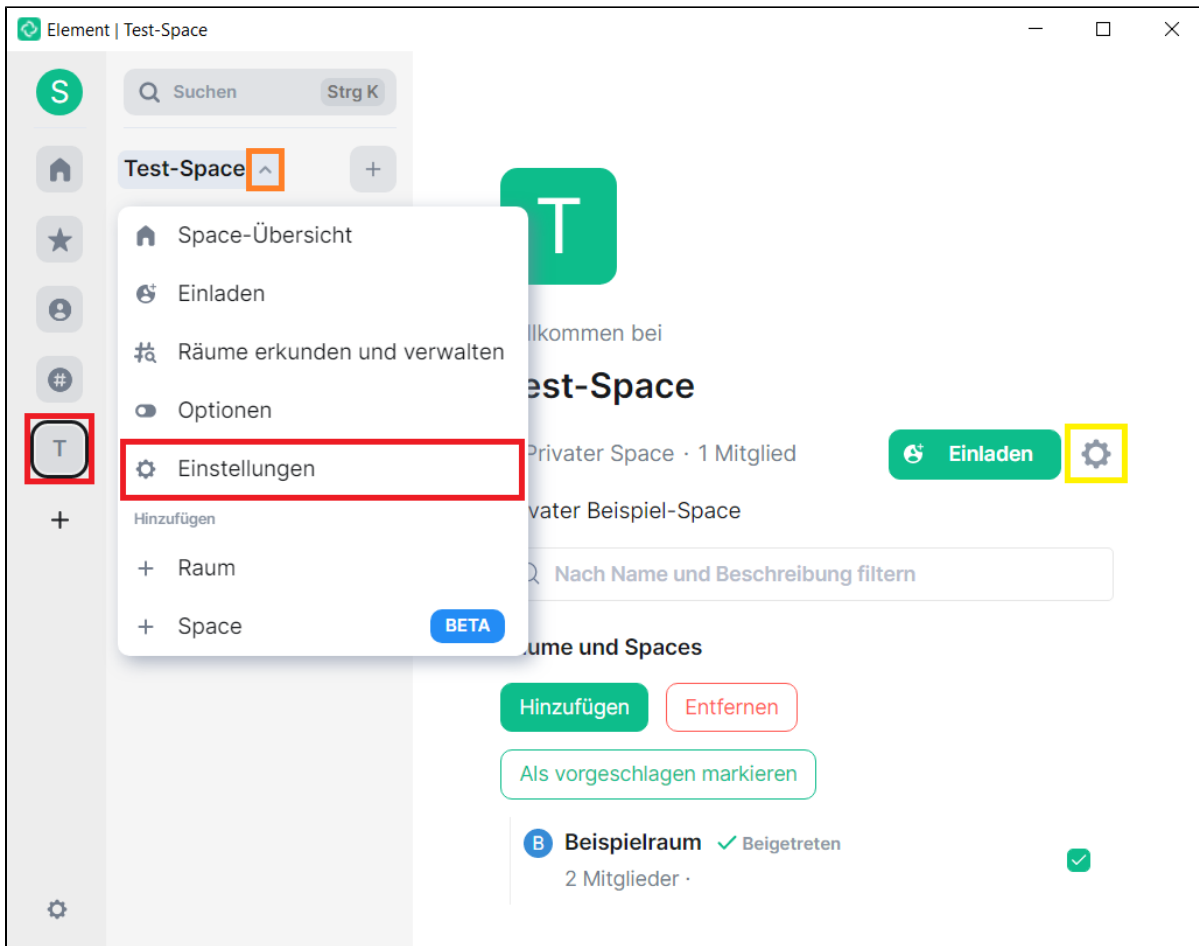 Element | Test-Space
S
Suchen
Strg K
Test-Space
T
Space-Übersicht
Einladen
Räume erkunden und verwalten
Optionen
T
Einstellungen
Hinzufügen
Raum
Space
BETA
llkommen bei
est-Space
Privater Space · 1 Mitglied
Einladen
vater Beispiel-Space
Nach Name und Beschreibung filtern
ume und Spaces
Hinzufügen
Entfernen
Als vorgeschlagen markieren
B
Beispielraum
Beigetreten
2 Mitglieder ·